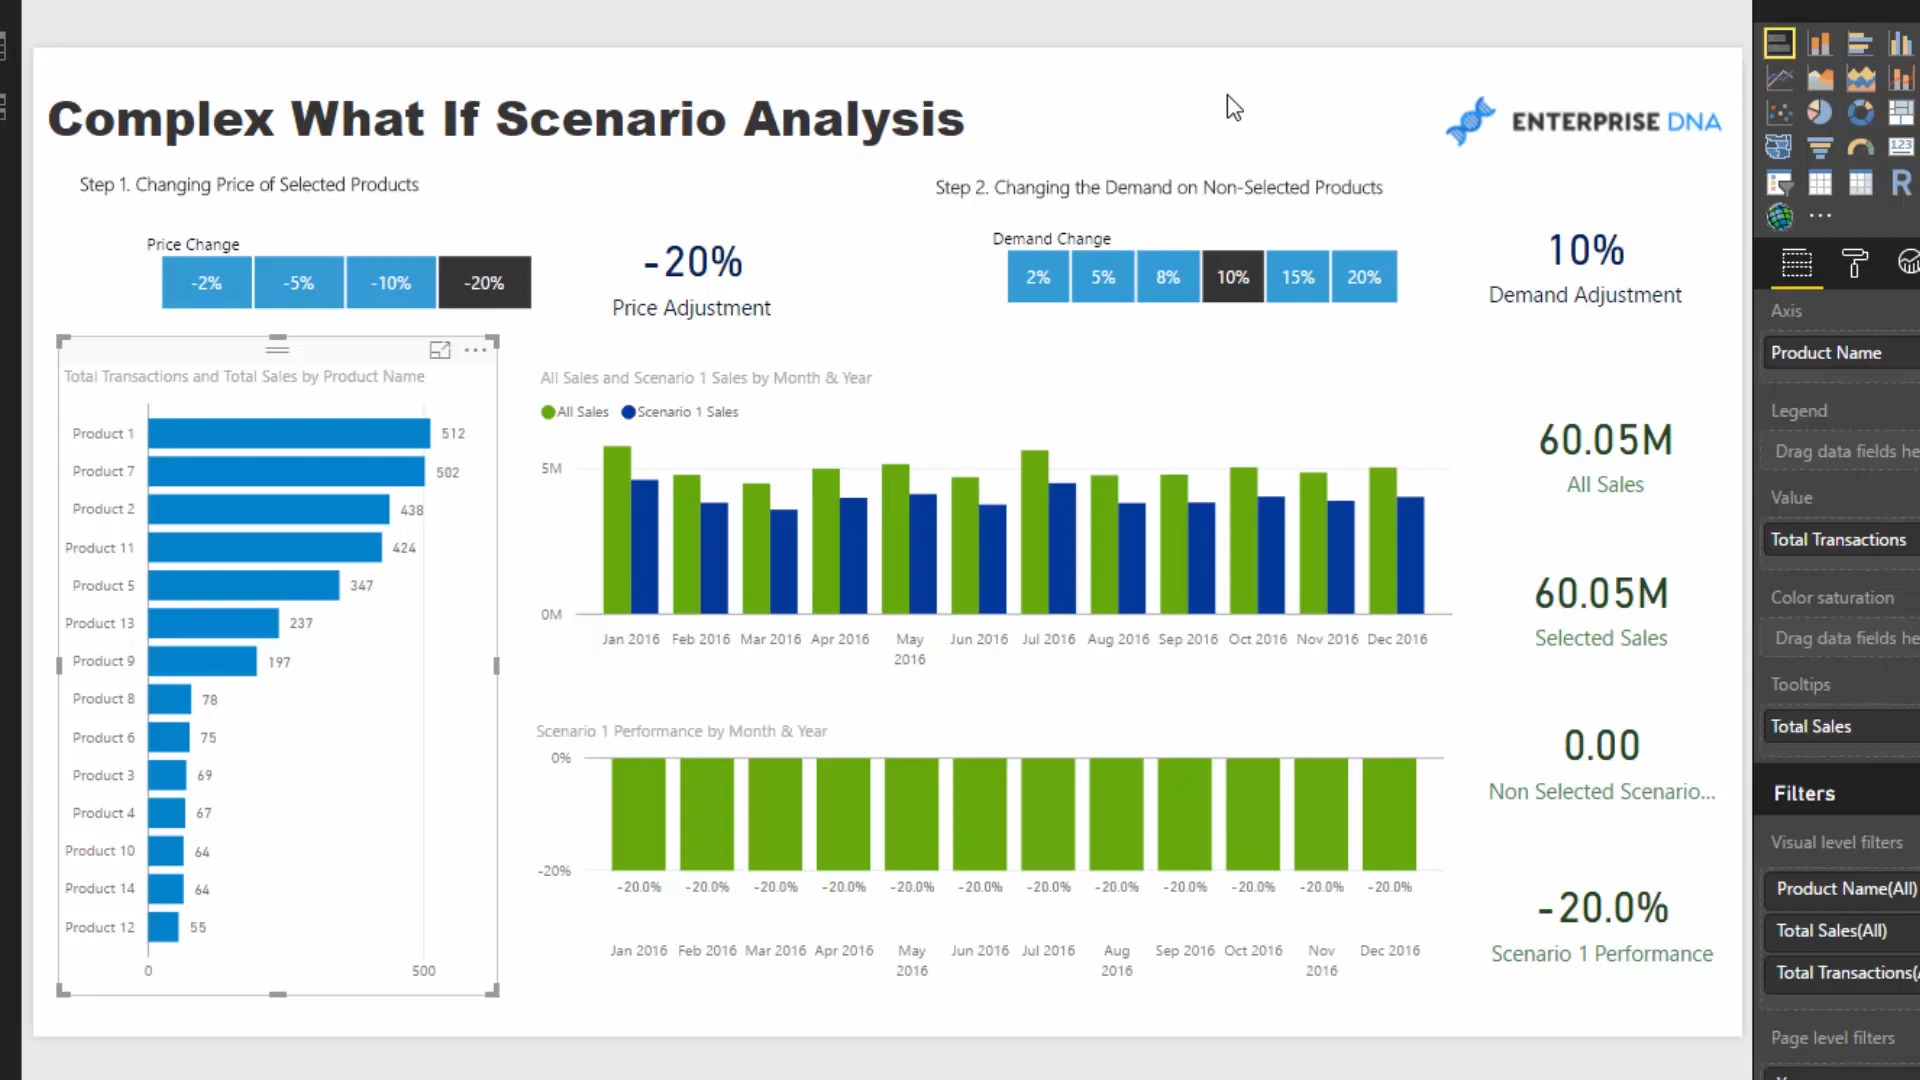 Complex What If Scenario Analysis
ENTERPRISE DNA
Step 1. Changing Price of Selected Products
Step 2. Changing the Demand on Non-Selected Products
Price Change
-2%
-5%
-10%
-20%
-20%
Price Adjustment
Demand Change
2%
5%
8%
10%
15%
20%
10%
Demand Adjustment
Total Transactions and Total Sales by Product Name
Product 1 512
Product 7 502
Product 2 438
Product 11 424
Product 5 347
Product 13 237
Product 9 197
Product 8 78
Product 6 75
Product 3 69
Product 4 67
Product 10 64
Product 14 64
Product 12 55
0 500
All Sales and Scenario 1 Sales by Month & Year
All Sales Scenario 1 Sales
5M
0M
Jan 2016 Feb 2016 Mar 2016 Apr 2016 May 2016 Jun 2016 Jul 2016 Aug 2016 Sep 2016 Oct 2016 Nov 2016 Dec 2016
Scenario 1 Performance by Month & Year
0%
-20%
-20.0% -20.0% -20.0% -20.0% -20.0% -20.0% -20.0% -20.0% -20.0% -20.0% -20.0% -20.0%
Jan 2016 Feb 2016 Mar 2016 Apr 2016 May 2016 Jun 2016 Jul 2016 Aug 2016 Sep 2016 Oct 2016 Nov 2016 Dec 2016
60.05M
All Sales
60.05M
Selected Sales
0.00
Non Selected Scenario...
-20.0%
Scenario 1 Performance
123
R
Axis
Product Name
Legend
Drag data fields he
Value
Total Transactions
Color saturation
Drag data fields he
Tooltips
Total Sales
Filters
Visual level filters
Product Name(All)
Total Sales(All)
Total Transactions(
Page level filters